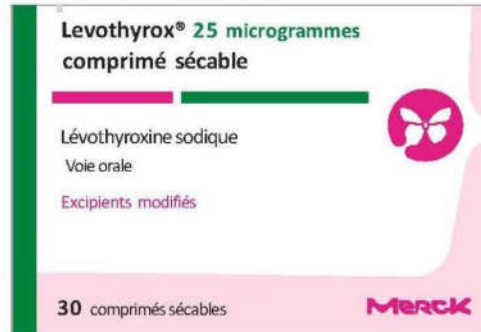 Levothyrox® 25 microgrammes
comprimé sécable
Lévothyroxine sodique
Voie orale
Excipients modifiés
30 comprimés sécables
MERCK